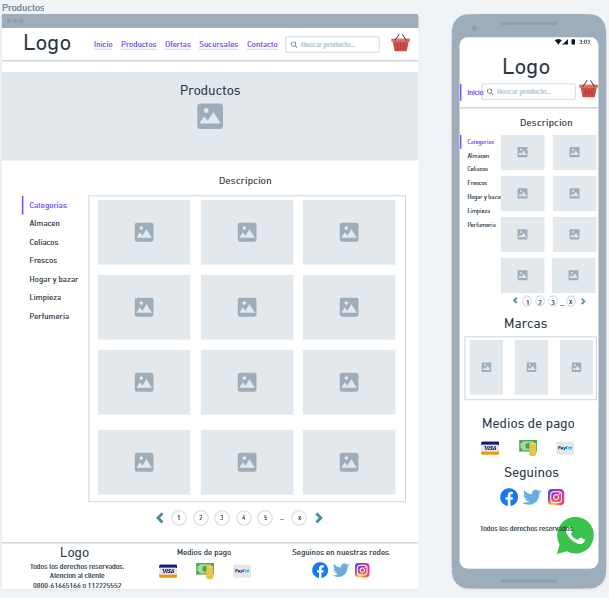 Productos
Logo
Inicio Productos Ofertas Sucursales Contacto Buscar producto...
Productos
Descripcion
Categorias
Almacen
Celiacos
Frescos
Hogar y bazar
Limpieza
Perfumeria
1 2 3 4 5 ... x
Logo
Todos los derechos reservados.
Atencion al cliente
0800-61665166 o 112225552
Medios de pago
VISA PayPal
Seguinos en nuestras redes.
3:03
Logo
Inicio Buscar producto...
Descripcion
Categorias
Almacen
Celiacos
Frescos
Hogar y bazar
Limpieza
Perfumeria
1 2 3 ... x
Marcas
Medios de pago
VISA PayPal
Seguinos
Todos los derechos reservados.